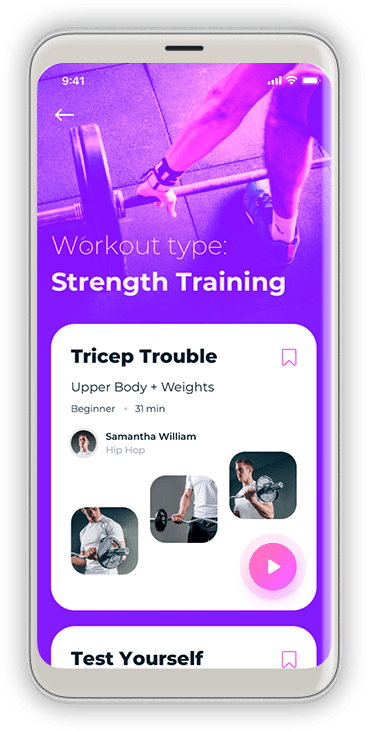 9:41
Workout type:
Strength Training
Tricep Trouble
Upper Body + Weights
Beginner • 31 min
Samantha William
Hip Hop
Test Yourself